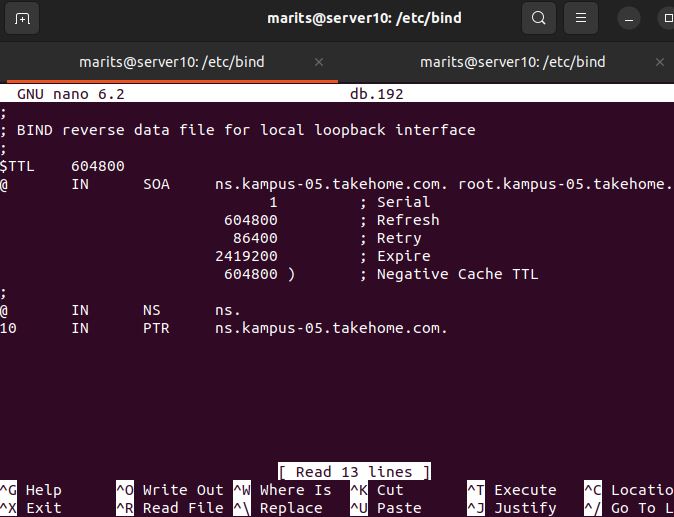 marits@server10: /etc/bind
marits@server10: /etc/bind × marits@server10: /etc/bind ×
GNU nano 6.2 db.192
;
; BIND reverse data file for local loopback interface
;
$TTL 604800
@ IN SOA ns.kampus-05.takehome.com. root.kampus-05.takehome.
1 ; Serial
604800 ; Refresh
86400 ; Retry
2419200 ; Expire
604800 ) ; Negative Cache TTL
;
@ IN NS ns.
10 IN PTR ns.kampus-05.takehome.com.
[ Read 13 lines ]
^G Help ^O Write Out ^W Where Is ^K Cut ^T Execute ^C Locatio
^X Exit ^R Read File ^\ Replace ^U Paste ^J Justify ^/ Go To L